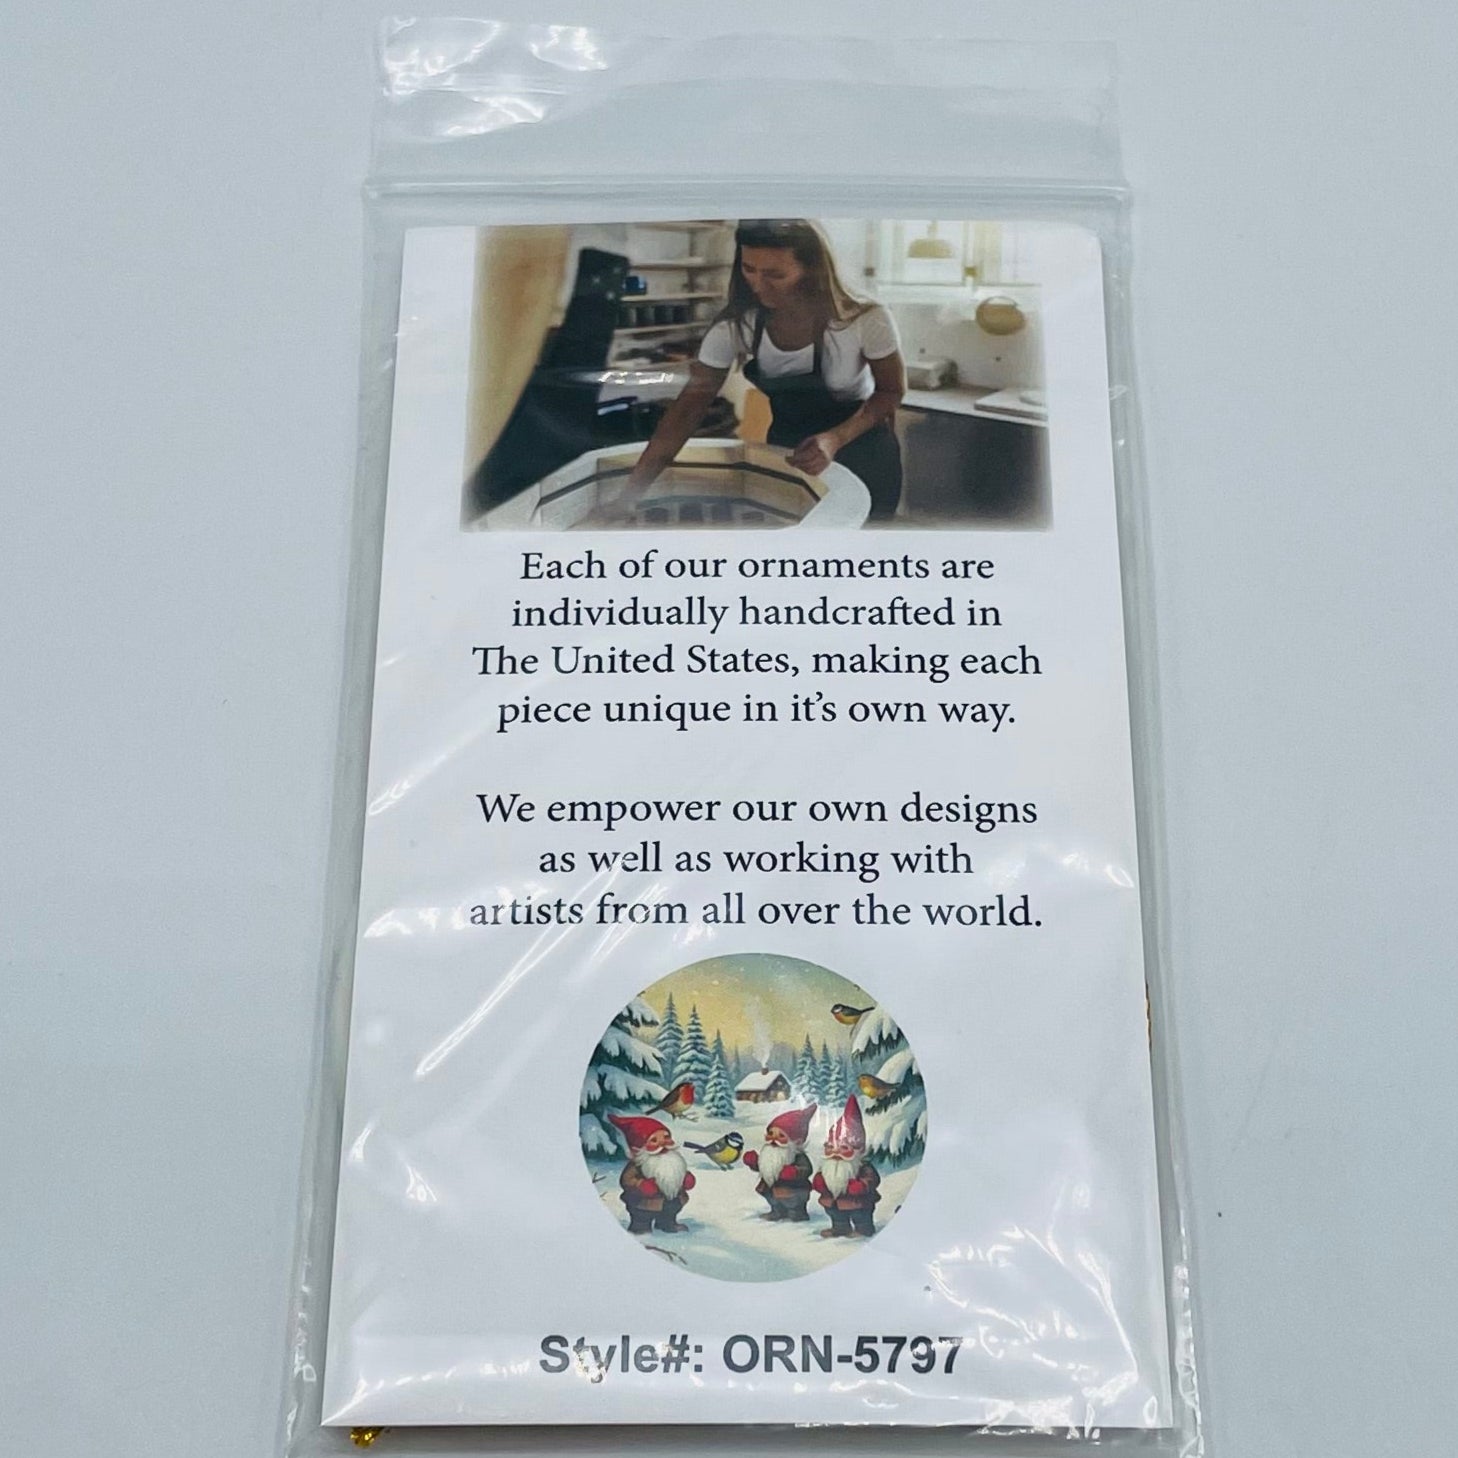 Each of our ornaments are
individually handcrafted in
The United States, making each
piece unique in it's own way.
We empower our own designs
as well as working with
artists from all over the world.
Style#: ORN-5797